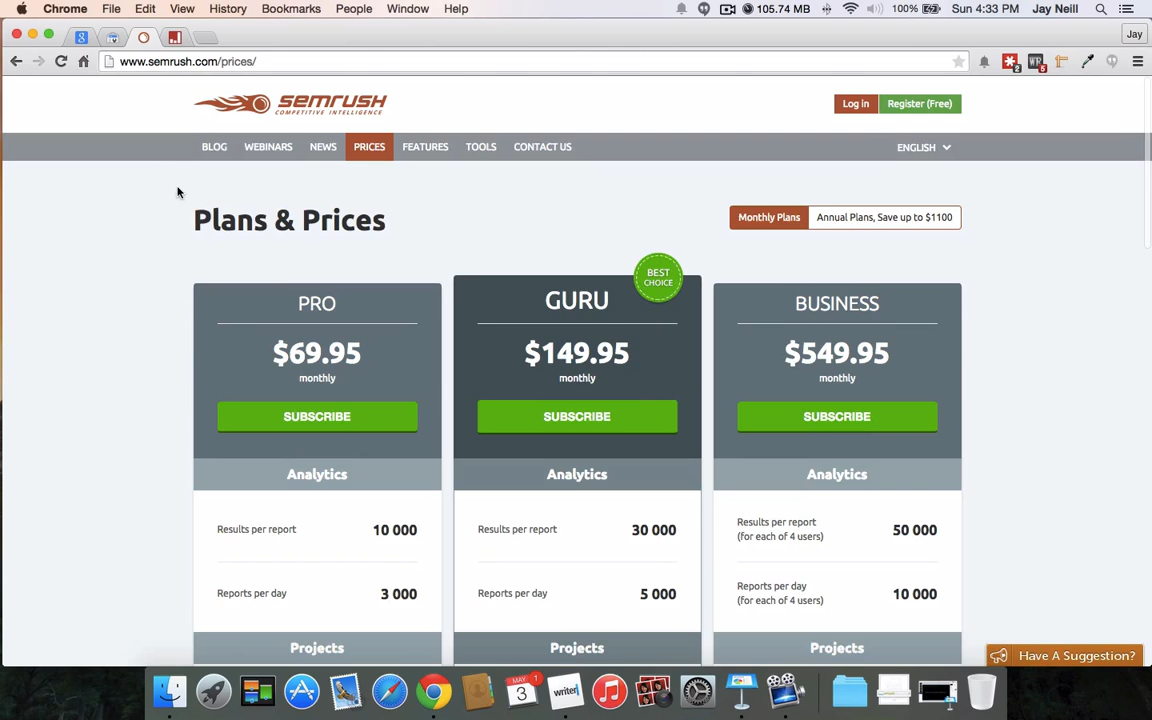 Chrome File Edit View History Bookmarks People Window Help 105.74 MB 100% Sun 4:33 PM Jay Neill
Jay
www.semrush.com/prices/
2
5
SEMRUSH
COMPETITIVE INTELLIGENCE
Log in Register (Free)
BLOG WEBINARS NEWS PRICES FEATURES TOOLS CONTACT US ENGLISH
Plans & Prices
Monthly Plans Annual Plans, Save up to $1100
BEST
CHOICE
PRO GURU BUSINESS
$69.95 $149.95 $549.95
monthly monthly monthly
SUBSCRIBE SUBSCRIBE SUBSCRIBE
Analytics Analytics Analytics
Results per report 10 000 Results per report 30 000 Results per report
(for each of 4 users) 50 000
Reports per day 3 000 Reports per day 5 000 Reports per day
(for each of 4 users) 10 000
Projects Projects Projects
Have A Suggestion?
MAY
3
1
writer